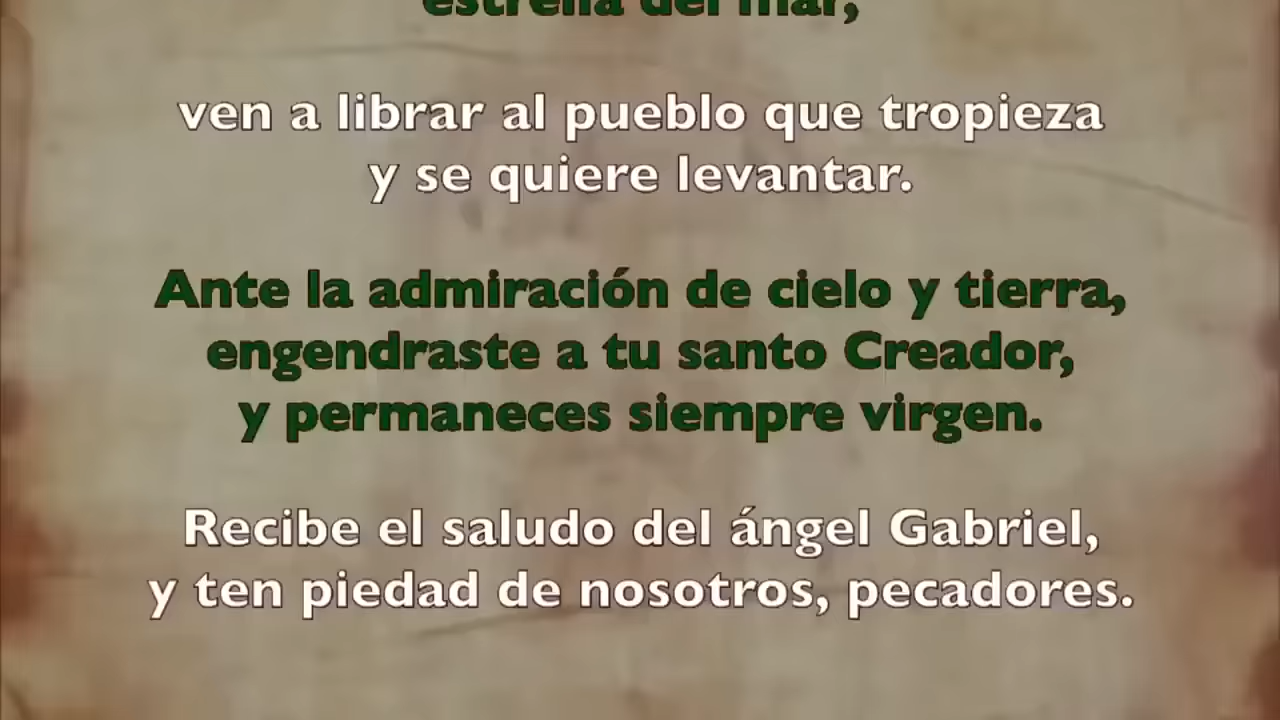 estrella del mar,
ven a librar al pueblo que tropieza
y se quiere levantar.
Ante la admiración de cielo y tierra,
engendraste a tu santo Creador,
y permaneces siempre virgen.
Recibe el saludo del ángel Gabriel,
y ten piedad de nosotros, pecadores.